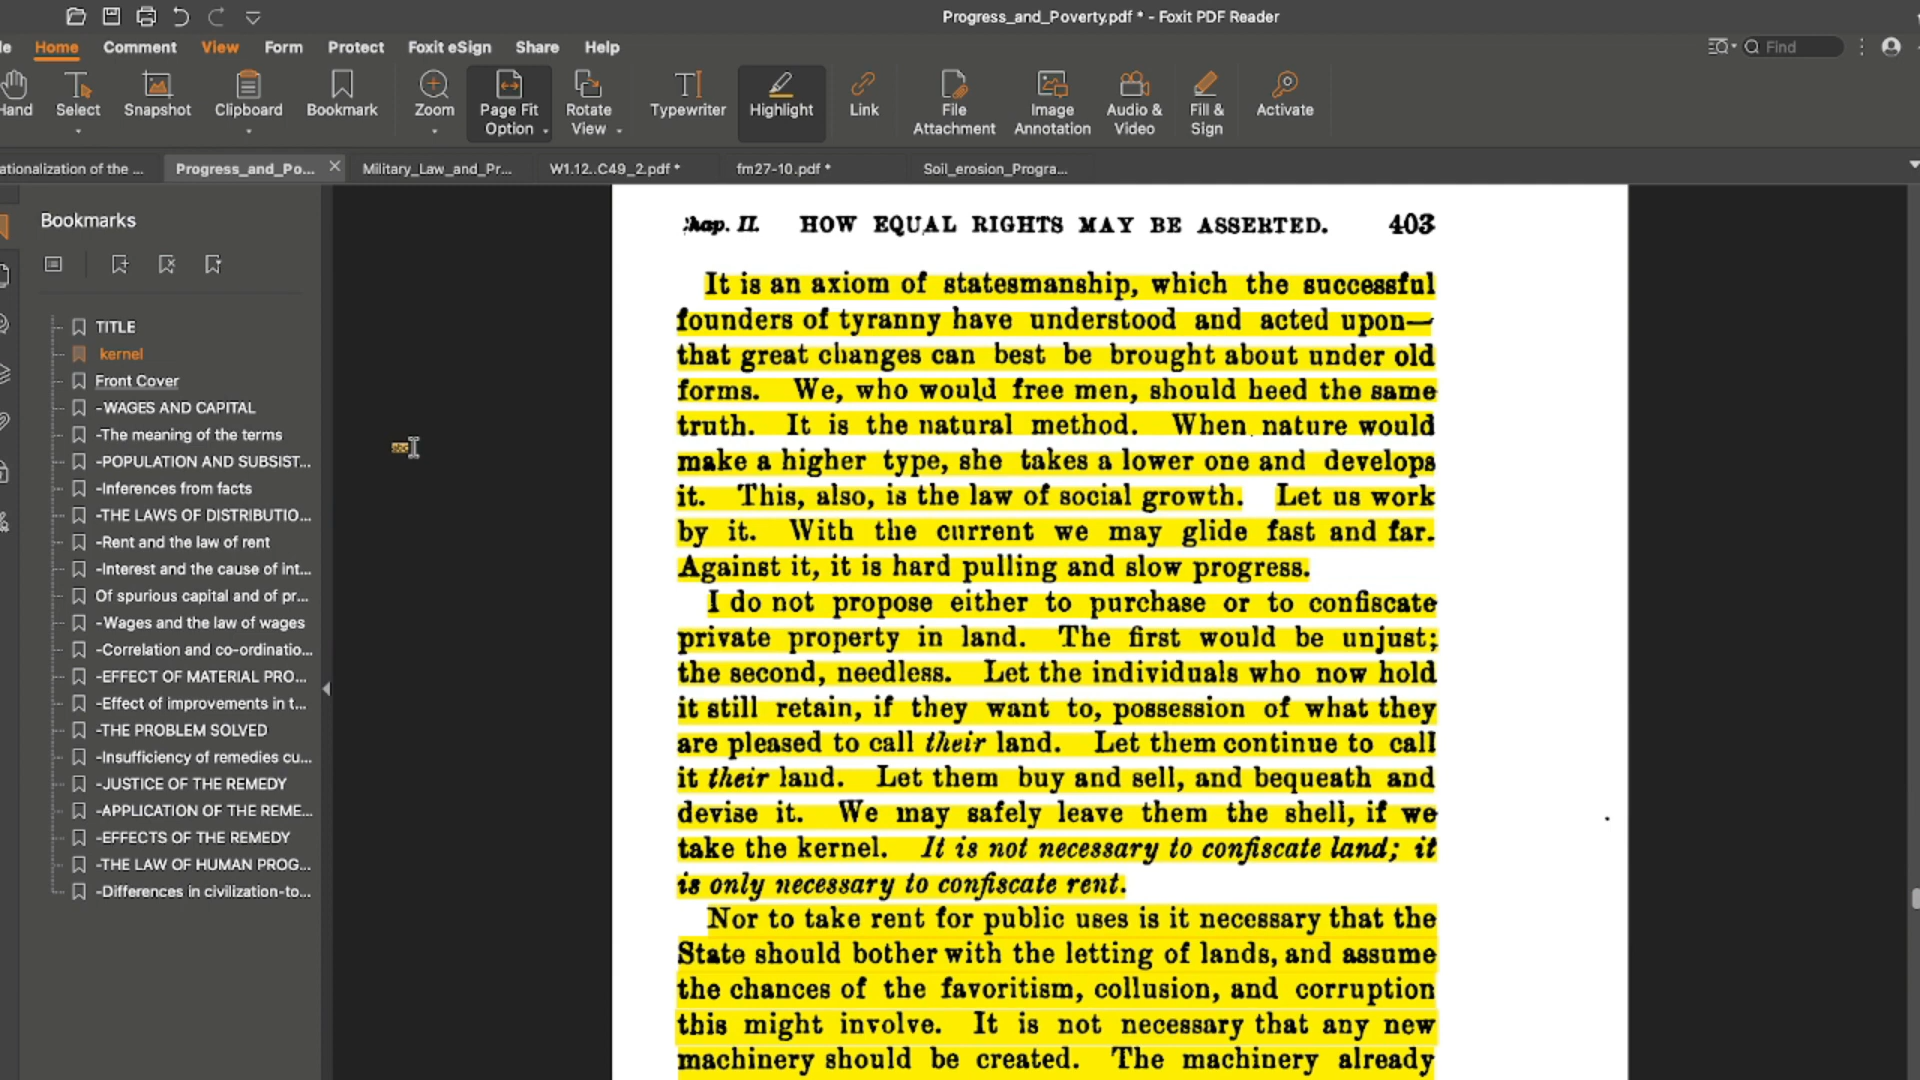 Progress_and_Poverty.pdf * - Foxit PDF Reader
Home Comment View Form Protect Foxit eSign Share Help
Find
Hand Select Snapshot Clipboard Bookmark Zoom Page Fit Option Rotate View Typewriter Highlight Link File Attachment Image Annotation Audio & Video Fill & Sign Activate
ationalization of the ... Progress_and_Po... Military_Law_and_Pr... W1.12..C49_2.pdf * fm27-10.pdf * Soil_erosion_Progra...
Bookmarks
TITLE
kernel
Front Cover
-WAGES AND CAPITAL
-The meaning of the terms
-POPULATION AND SUBSIST...
-Inferences from facts
-THE LAWS OF DISTRIBUTIO...
-Rent and the law of rent
-Interest and the cause of int...
Of spurious capital and of pr...
-Wages and the law of wages
-Correlation and co-ordinatio...
-EFFECT OF MATERIAL PRO...
-Effect of improvements in t...
-THE PROBLEM SOLVED
-Insufficiency of remedies cu...
-JUSTICE OF THE REMEDY
-APPLICATION OF THE REME...
-EFFECTS OF THE REMEDY
-THE LAW OF HUMAN PROG...
-Differences in civilization-to...
Chap. II. HOW EQUAL RIGHTS MAY BE ASSERTED. 403
It is an axiom of statesmanship, which the successful
founders of tyranny have understood and acted upon—
that great changes can best be brought about under old
forms. We, who would free men, should heed the same
truth. It is the natural method. When nature would
make a higher type, she takes a lower one and develops
it. This, also, is the law of social growth. Let us work
by it. With the current we may glide fast and far.
Against it, it is hard pulling and slow progress.
I do not propose either to purchase or to confiscate
private property in land. The first would be unjust;
the second, needless. Let the individuals who now hold
it still retain, if they want to, possession of what they
are pleased to call their land. Let them continue to call
it their land. Let them buy and sell, and bequeath and
devise it. We may safely leave them the shell, if we
take the kernel. It is not necessary to confiscate land; it
is only necessary to confiscate rent.
Nor to take rent for public uses is it necessary that the
State should bother with the letting of lands, and assume
the chances of the favoritism, collusion, and corruption
this might involve. It is not necessary that any new
machinery should be created. The machinery already